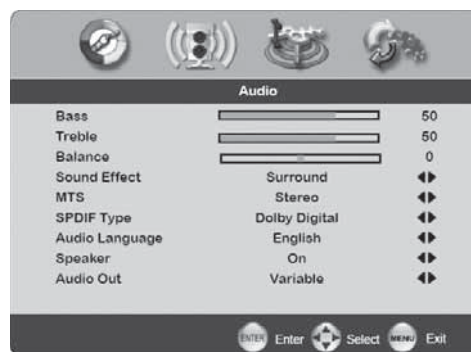 Audio
Bass 50
Treble 50
Balance 0
Sound Effect Surround
MTS Stereo
SPDIF Type Dolby Digital
Audio Language English
Speaker On
Audio Out Variable
ENTER Enter Select MENU Exit